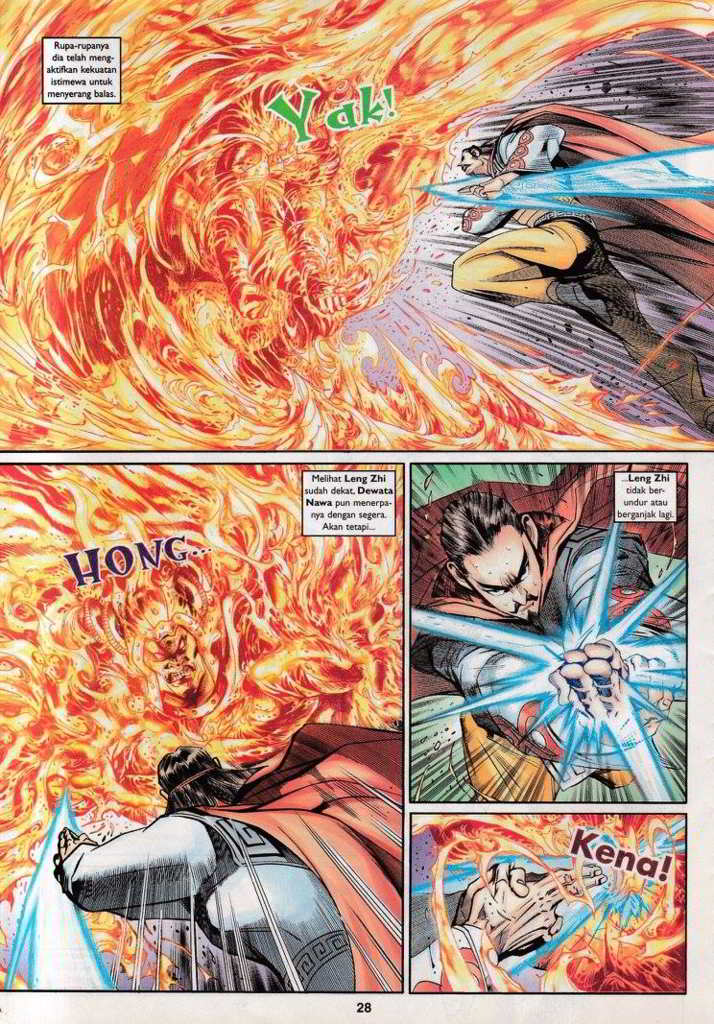 Rupa-rupanya
dia telah meng-
aktifkan kekuatan
istimewa untuk
menyerang balas.
Yak!
Melihat Leng Zhi
sudah dekat, Dewata
Nawa pun menerpa-
nya dengan segera.
Akan tetapi...
HONG...
...Leng Zhi
tidak ber-
undur atau
berganjak lagi.
Kena!
28